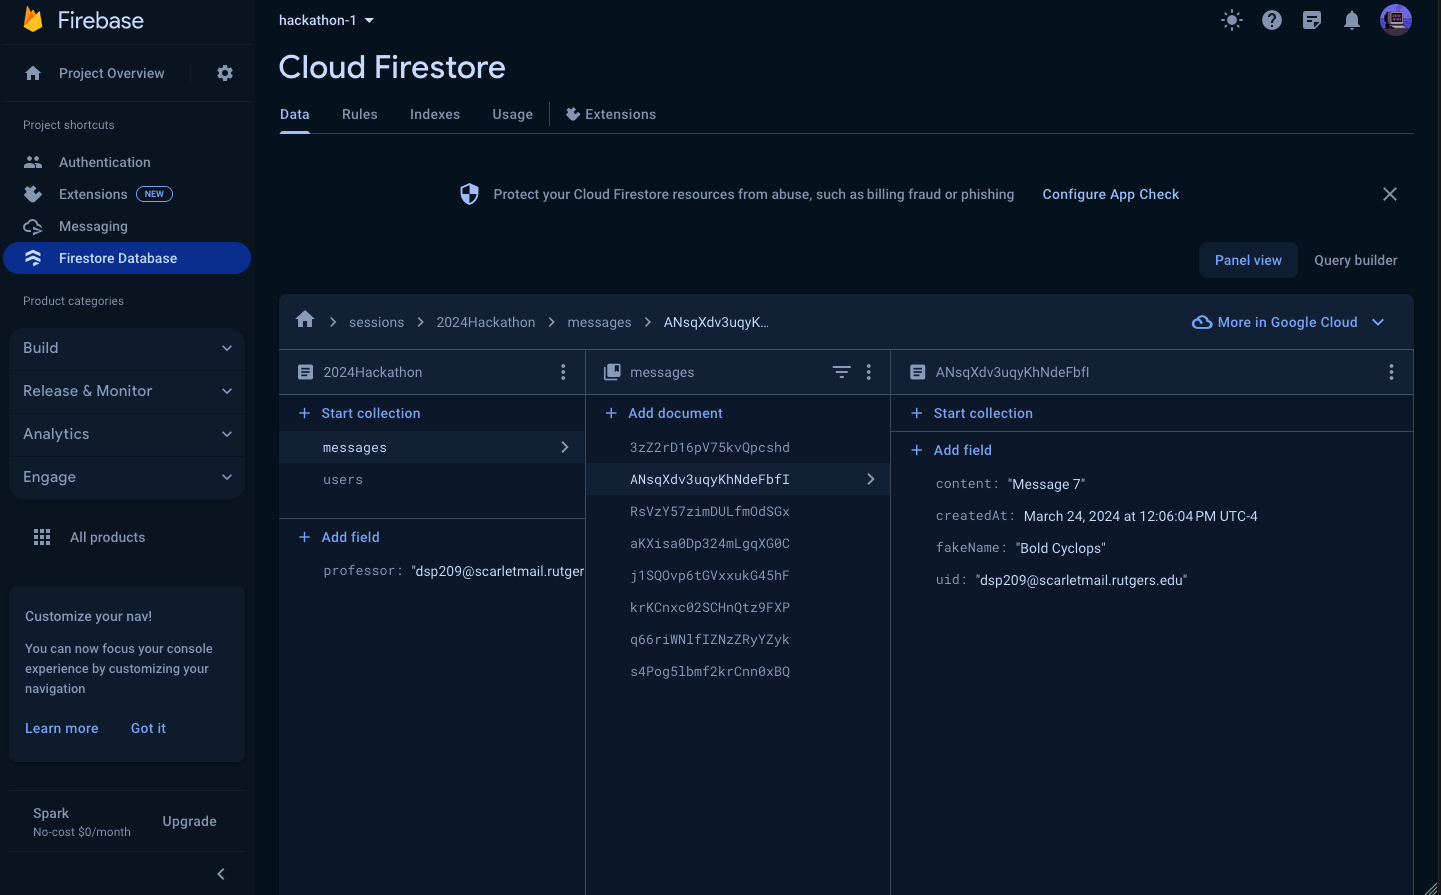 Firebase
hackathon-1
Project Overview
Cloud Firestore
Data Rules Indexes Usage Extensions
Project shortcuts
Authentication
Extensions NEW
Messaging
Firestore Database
Product categories
Build
Release & Monitor
Analytics
Engage
All products
Customize your nav!
You can now focus your console
experience by customizing your
navigation
Learn more Got it
Spark
No-cost $0/month
Upgrade
Protect your Cloud Firestore resources from abuse, such as billing fraud or phishing Configure App Check
Panel view Query builder
sessions 2024Hackathon messages ANsqXdv3uqyK...
More in Google Cloud
2024Hackathon
Start collection
messages
users
Add field
professor: "dsp209@scarletmail.rutger
messages
Add document
3zZ2rD16pV75kvQpcshd
ANsqXdv3uqyKhNdeFbfI
RsVzY57zimDULfmOdSGx
aKXisa0Dp324mLgqXG0C
j1SQOvp6tGVxxukG45hF
krKCnxc02SCHnQtz9FXP
q66riWNlfIZNzZRyYZyk
s4Pog5lbmf2krCnn0xBQ
ANsqXdv3uqyKhNdeFbfI
Start collection
Add field
content: "Message 7"
createdAt: March 24, 2024 at 12:06:04 PM UTC-4
fakeName: "Bold Cyclops"
uid: "dsp209@scarletmail.rutgers.edu"